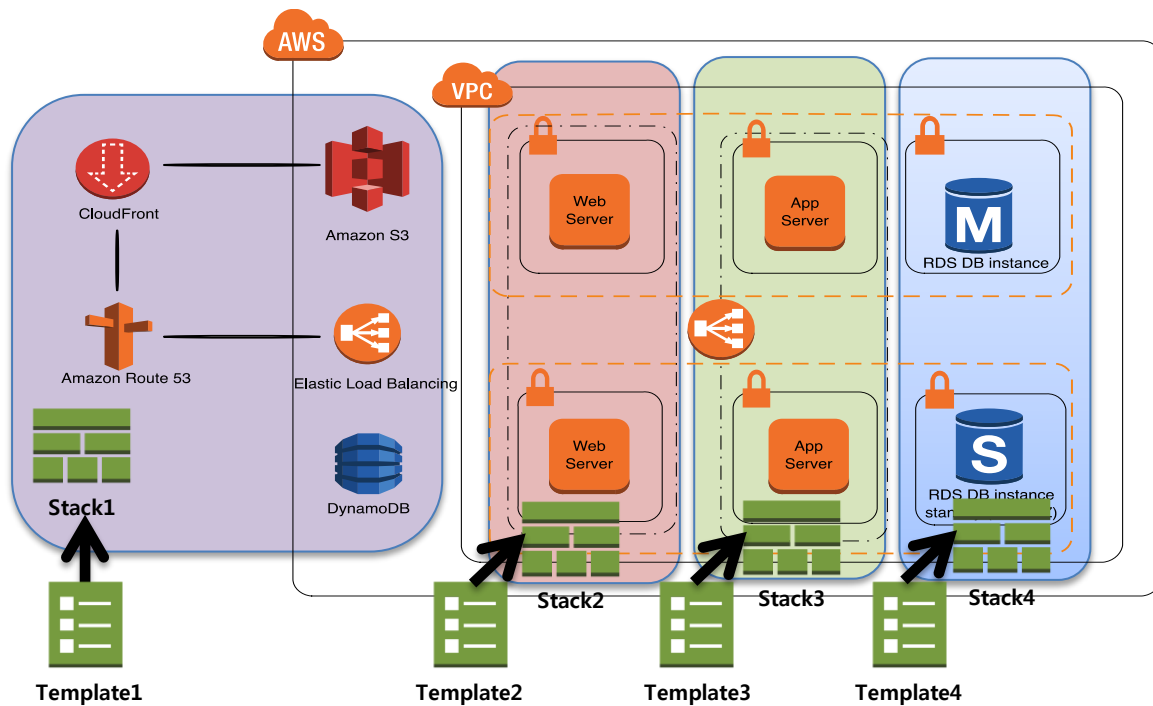 AWS
VPC
CloudFront
Amazon S3
Web
Server
App
Server
M
RDS DB instance
Amazon Route 53
Elastic Load Balancing
Web
Server
App
Server
S
RDS DB instance
DynamoDB
Stack1
Stack2
Stack3
Stack4
Template1
Template2
Template3
Template4